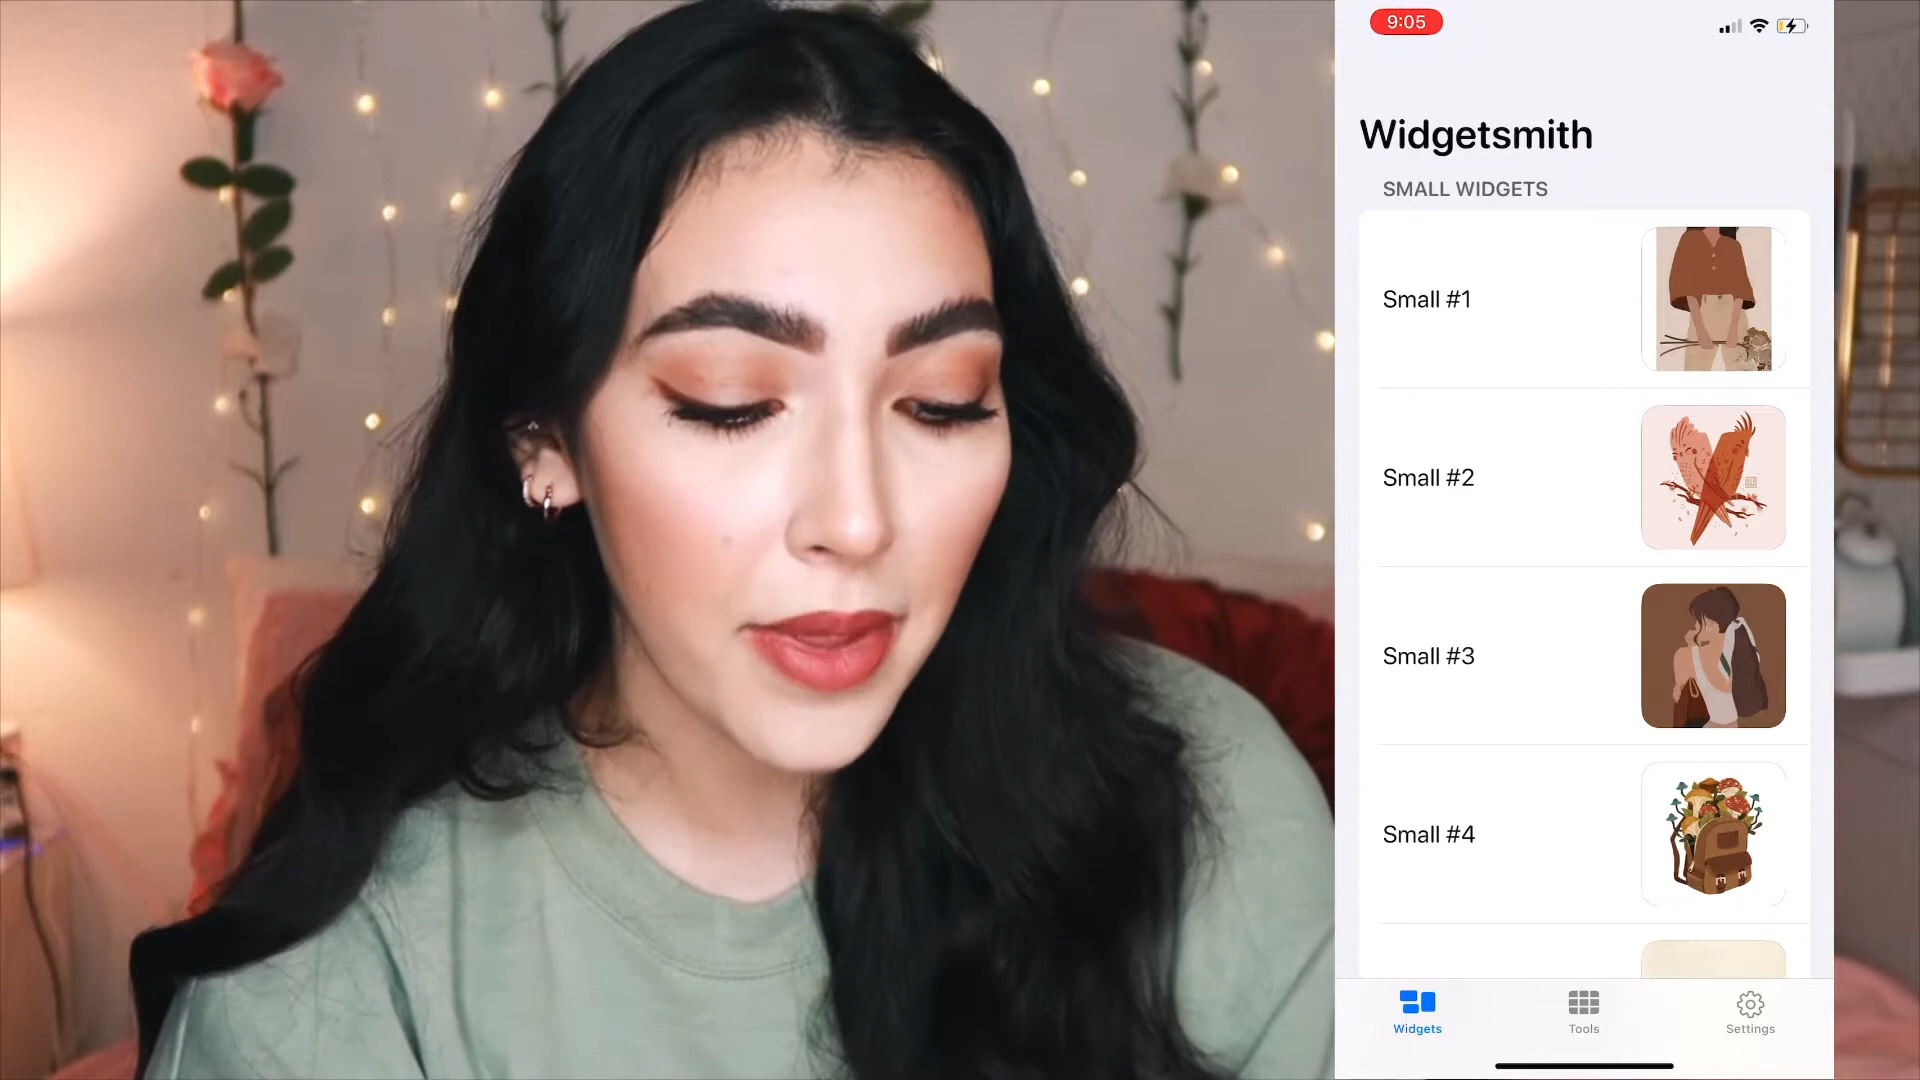 9:05
Widgetsmith
SMALL WIDGETS
Small #1
Small #2
Small #3
Small #4
Widgets
Tools
Settings